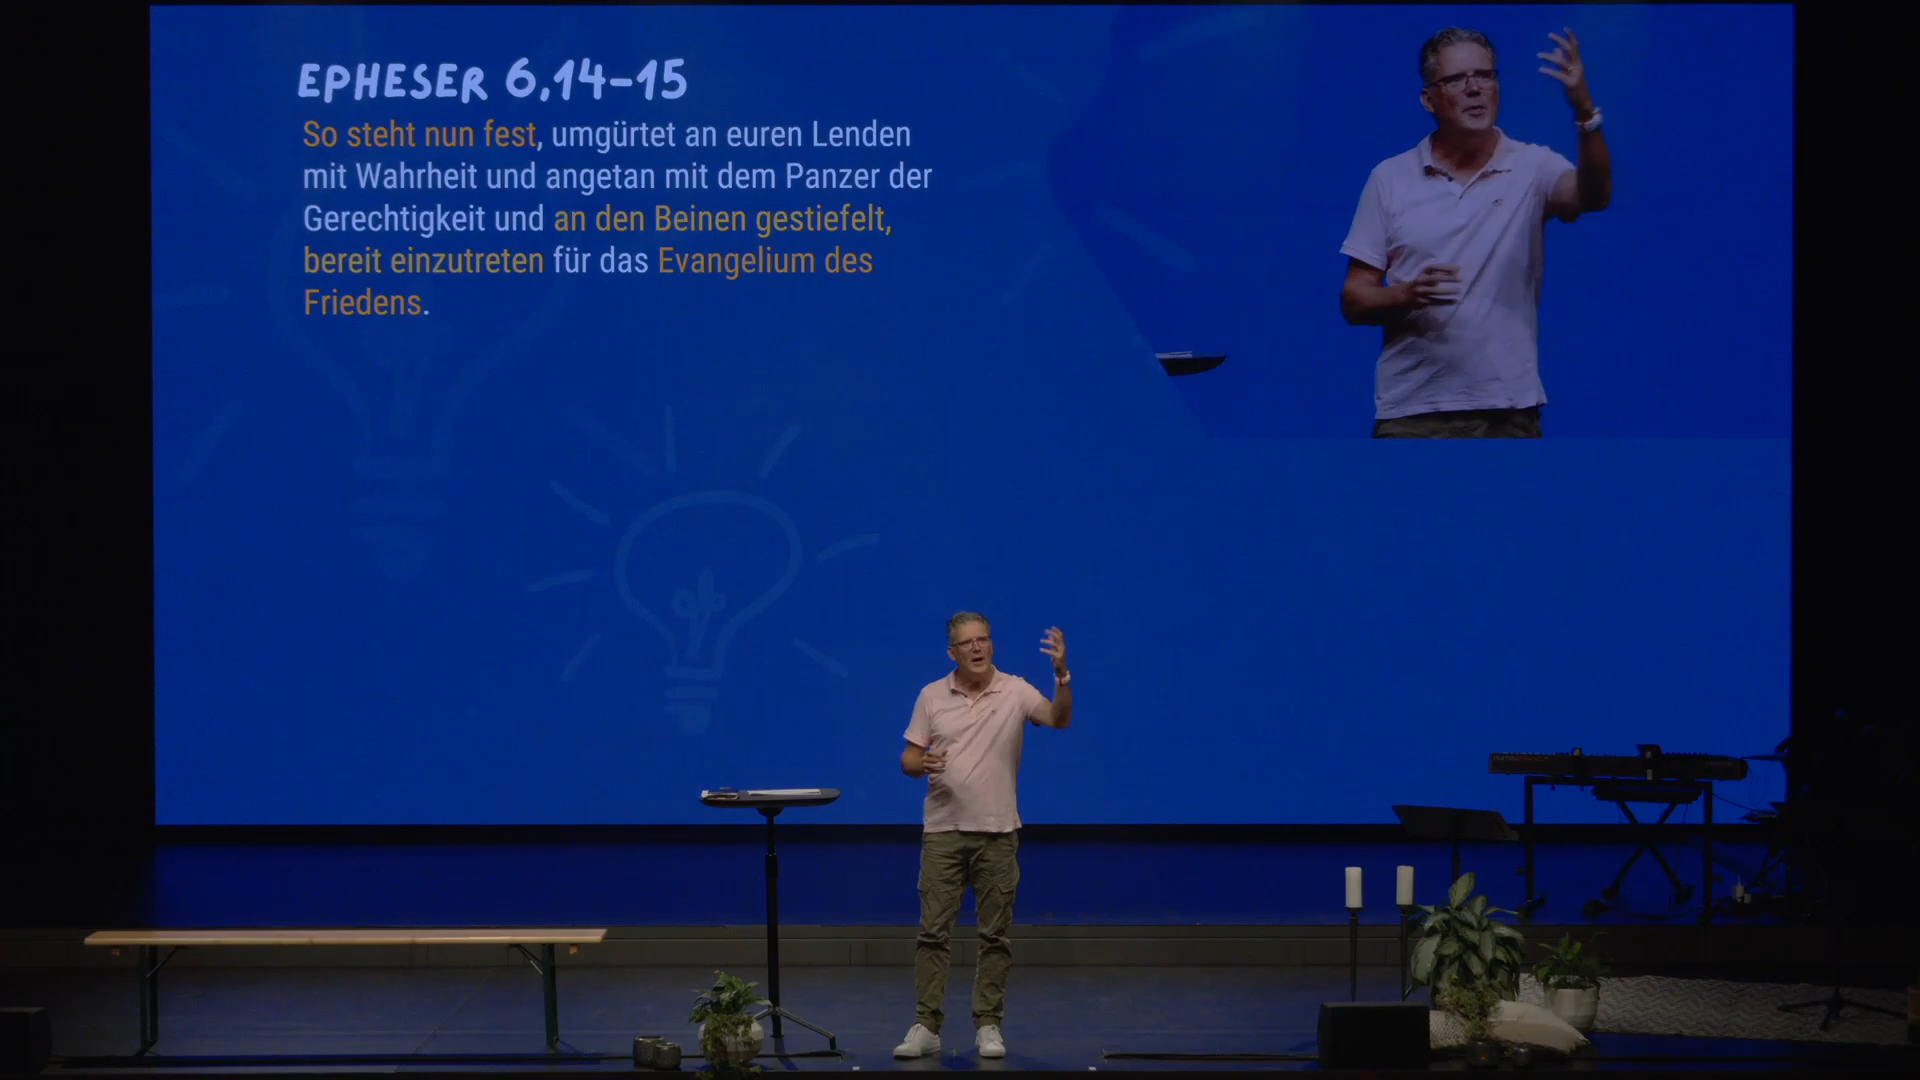 EPHESER 6,14-15
So steht nun fest, umgürtet an euren Lenden
mit Wahrheit und angetan mit dem Panzer der
Gerechtigkeit und an den Beinen gestiefelt,
bereit einzutreten für das Evangelium des
Friedens.